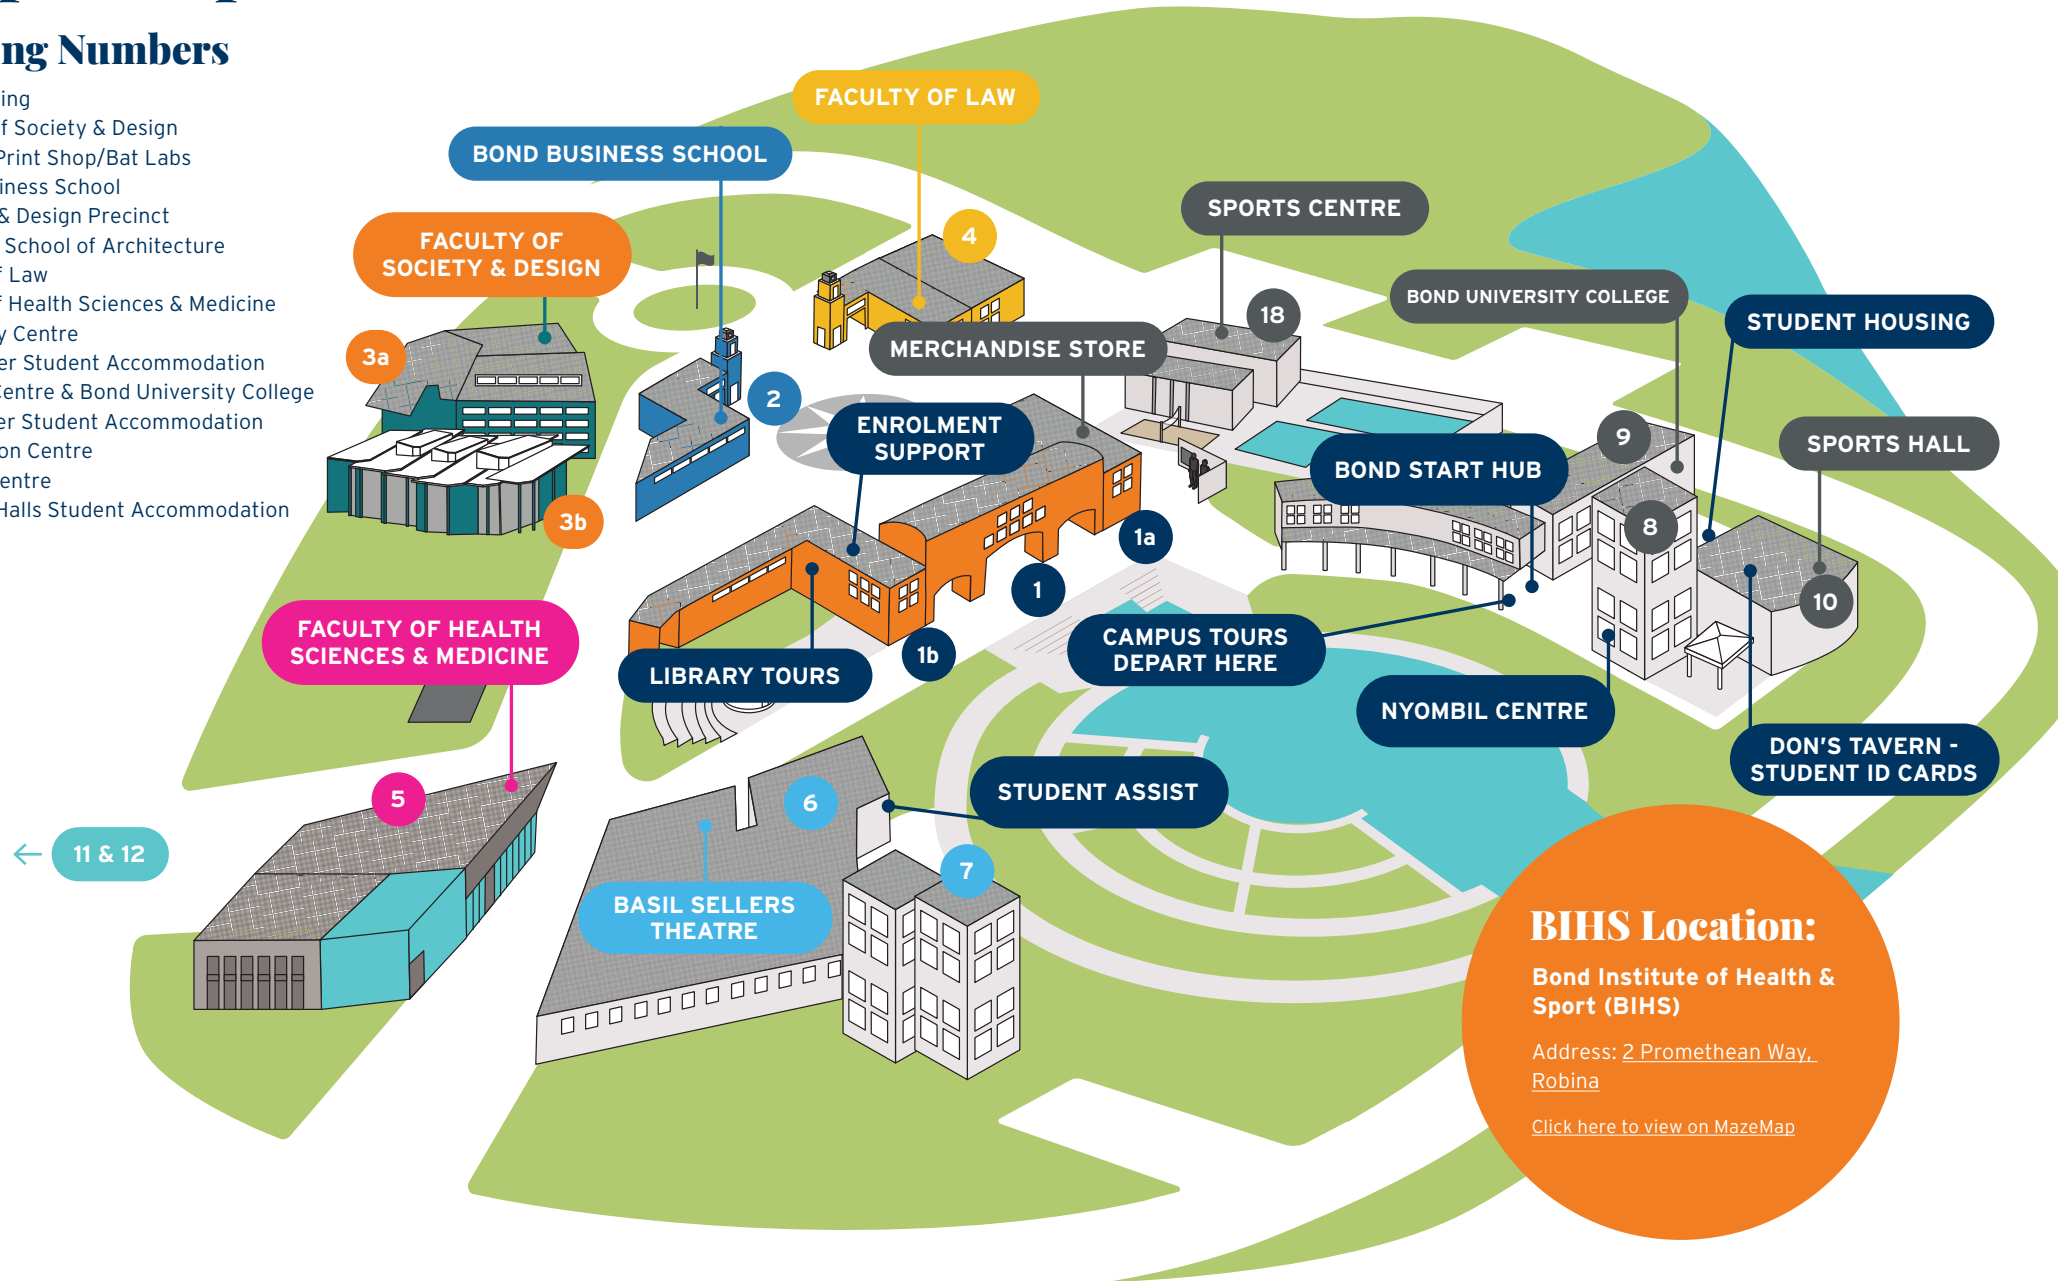 ng Numbers
ing
f Society & Design
Print Shop/Bat Labs
iness School
& Design Precinct
School of Architecture
f Law
f Health Sciences & Medicine
y Centre
er Student Accommodation
Centre & Bond University College
er Student Accommodation
on Centre
entre
Halls Student Accommodation
FACULTY OF LAW
BOND BUSINESS SCHOOL
FACULTY OF
SOCIETY & DESIGN
4
SPORTS CENTRE
18
BOND UNIVERSITY COLLEGE
STUDENT HOUSING
3a
MERCHANDISE STORE
2
ENROLMENT
SUPPORT
9
SPORTS HALL
BOND START HUB
3b
8
1a
1
10
FACULTY OF HEALTH
SCIENCES & MEDICINE
1b
LIBRARY TOURS
CAMPUS TOURS
DEPART HERE
NYOMBIL CENTRE
DON'S TAVERN -
STUDENT ID CARDS
5
6
STUDENT ASSIST
← 11 & 12
7
BASIL SELLERS
THEATRE
BIHS Location:
Bond Institute of Health &
Sport (BIHS)
Address: 2 Promethean Way,
Robina
Click here to view on MazeMap